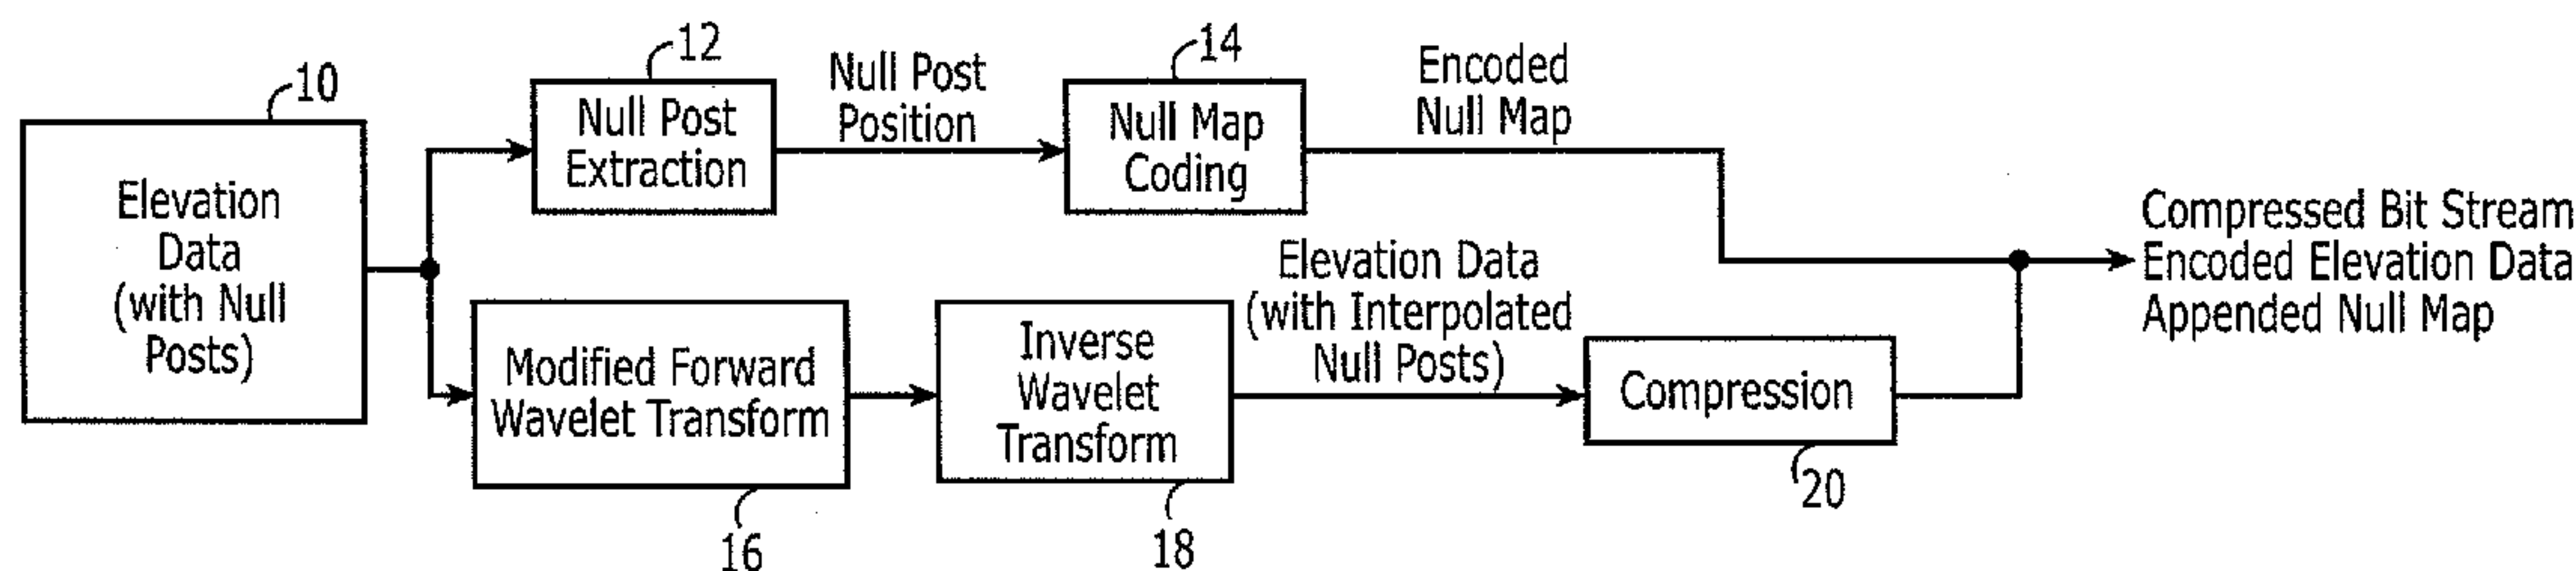 10
Elevation
Data
(with Null
Posts)
12
Null Post
Extraction
Null Post
Position
14
Null Map
Coding
Encoded
Null Map
16
Modified Forward
Wavelet Transform
18
Inverse
Wavelet
Transform
Elevation Data
(with Interpolated
Null Posts)
20
Compression
Compressed Bit Stream
Encoded Elevation Data
Appended Null Map